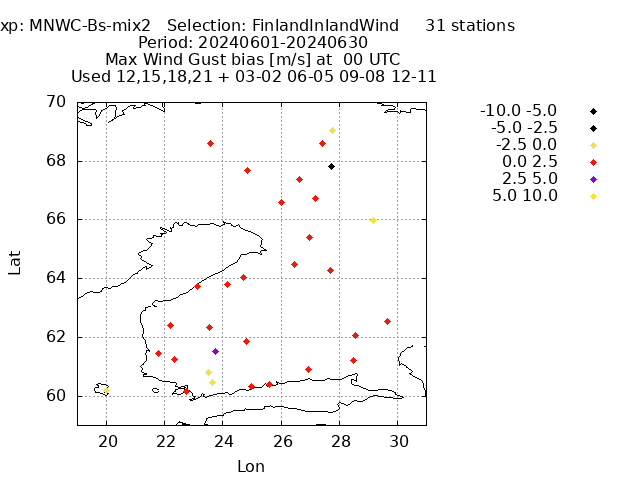 xp: MNWC-Bs-mix2 Selection: FinlandInlandWind 31 stations
Period: 20240601-20240630
Max Wind Gust bias [m/s] at 00 UTC
Used 12,15,18,21 + 03-02 06-05 09-08 12-11
-10.0 -5.0
-5.0 -2.5
-2.5 0.0
0.0 2.5
2.5 5.0
5.0 10.0
70
68
66
64
62
60
Lat
20 22 24 26 28 30
Lon